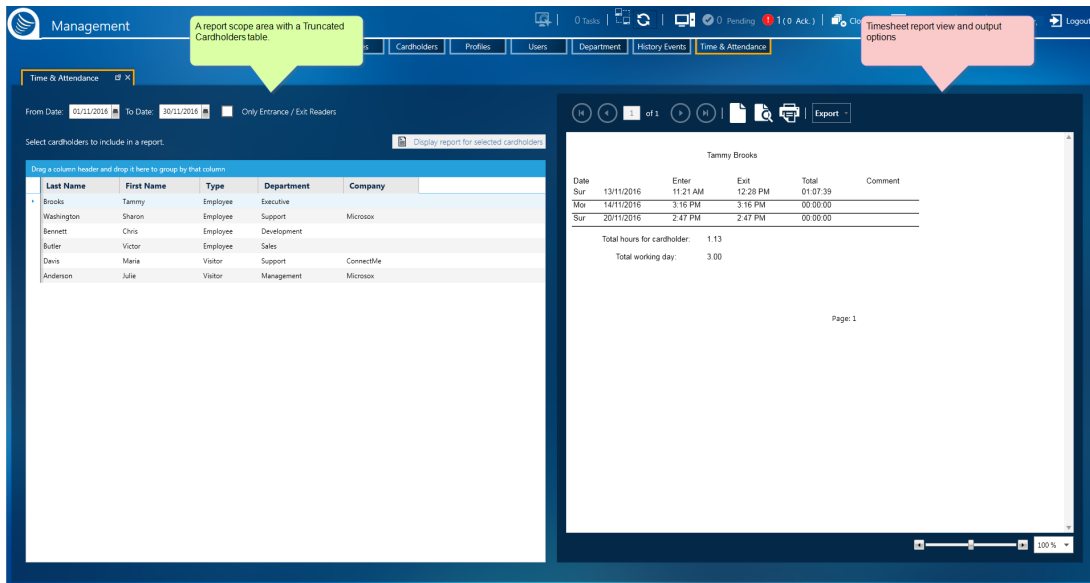 Management
0 Tasks
0 Pending
1 ( 0 Ack. )
Logout
A report scope area with a Truncated
Cardholders table.
Timesheet report view and output
options
Cardholders
Profiles
Users
Department
History Events
Time & Attendance
Time & Attendance
From Date: 01/11/2016 To Date: 30/11/2016 Only Entrance / Exit Readers
1 of 1 Export
Select cardholders to include in a report. Display report for selected cardholders
Drag a column header and drop it here to group by that column
Last Name First Name Type Department Company
Brooks Tammy Employee Executive
Washington Sharon Employee Support Microsox
Bennett Chris Employee Development
Butler Victor Employee Sales
Davis Maria Visitor Support ConnectMe
Anderson Julie Visitor Management Microsox
Tammy Brooks
Date Enter Exit Total Comment
Sur 13/11/2016 11:21 AM 12:28 PM 01:07:39
Mor 14/11/2016 3:16 PM 3:16 PM 00:00:00
Sur 20/11/2016 2:47 PM 2:47 PM 00:00:00
Total hours for cardholder: 1.13
Total working day: 3.00
Page: 1
100 %